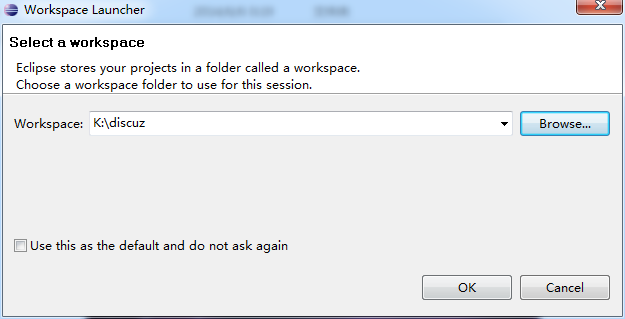 Workspace Launcher
Select a workspace
Eclipse stores your projects in a folder called a workspace.
Choose a workspace folder to use for this session.
Workspace: K:\discuz Browse...
Use this as the default and do not ask again
OK Cancel